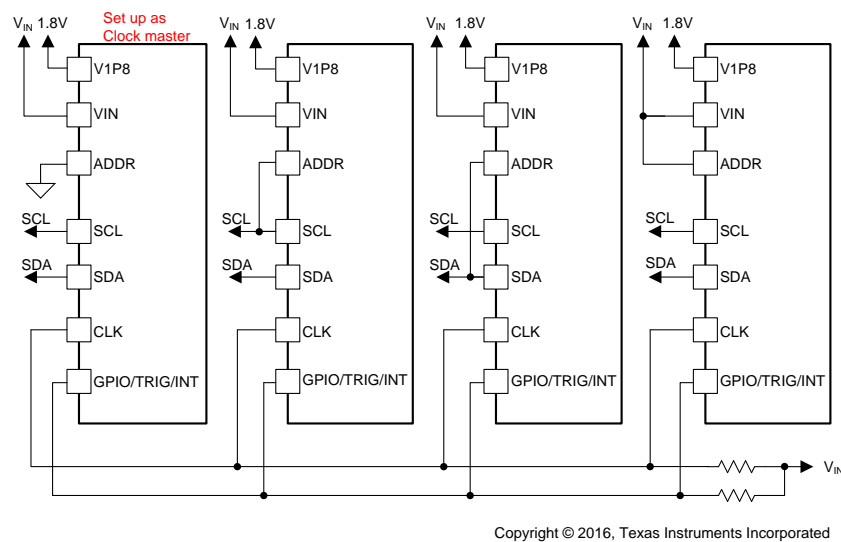 VIN 1.8V
Set up as
Clock master
VIN 1.8V
VIN 1.8V
VIN 1.8V
V1P8
V1P8
V1P8
V1P8
VIN
VIN
VIN
VIN
ADDR
ADDR
ADDR
ADDR
SCL
SCL
SCL
SCL
SCL
SCL
SCL
SCL
SDA
SDA
SDA
SDA
SDA
SDA
SDA
SDA
CLK
CLK
CLK
CLK
GPIO/TRIG/INT
GPIO/TRIG/INT
GPIO/TRIG/INT
GPIO/TRIG/INT
VIN
Copyright © 2016, Texas Instruments Incorporated